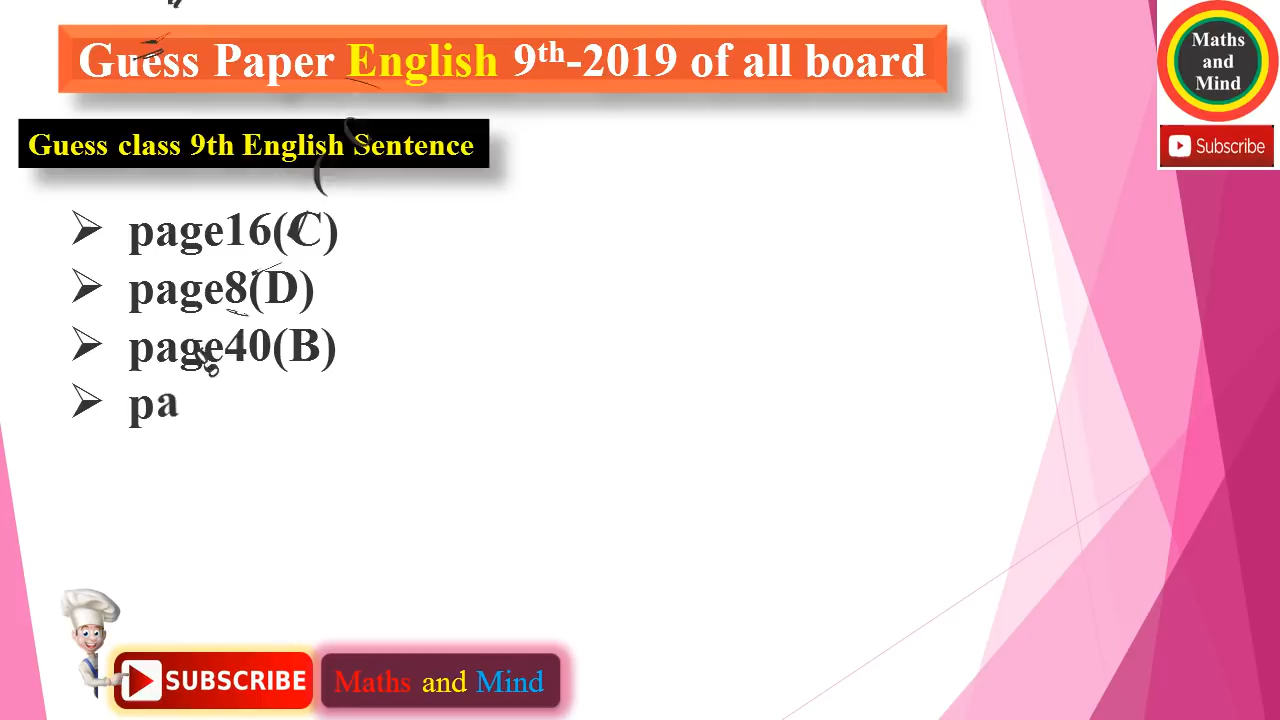 Guess Paper English 9th-2019 of all board
Maths
and
Mind
Subscribe
Guess class 9th English Sentence
page16(C)
page8(D)
page40(B)
pa
SUBSCRIBE
Maths and Mind